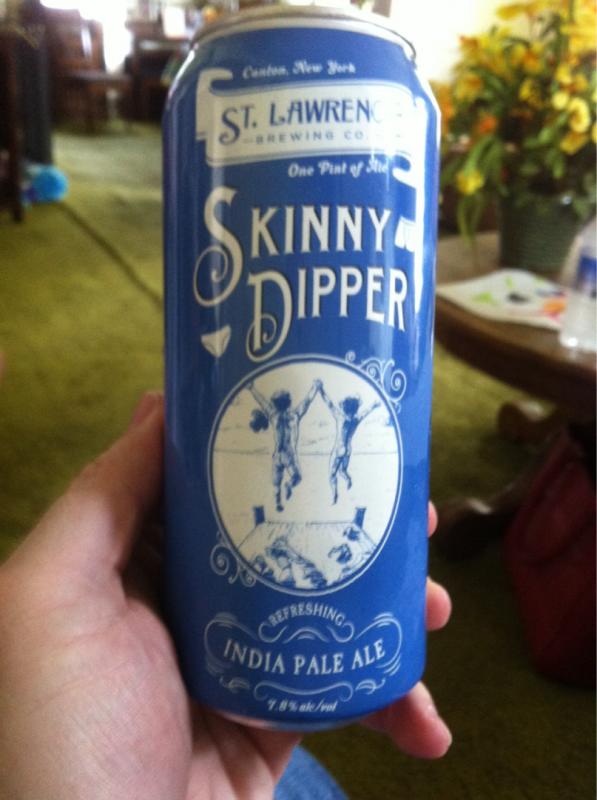 Canton, New York
ST. LAWRENC
BREWING CO.
One Pint of Ale
SKINNY
DIPPER
REFRESHING
INDIA PALE ALE
7.8% alc/vol